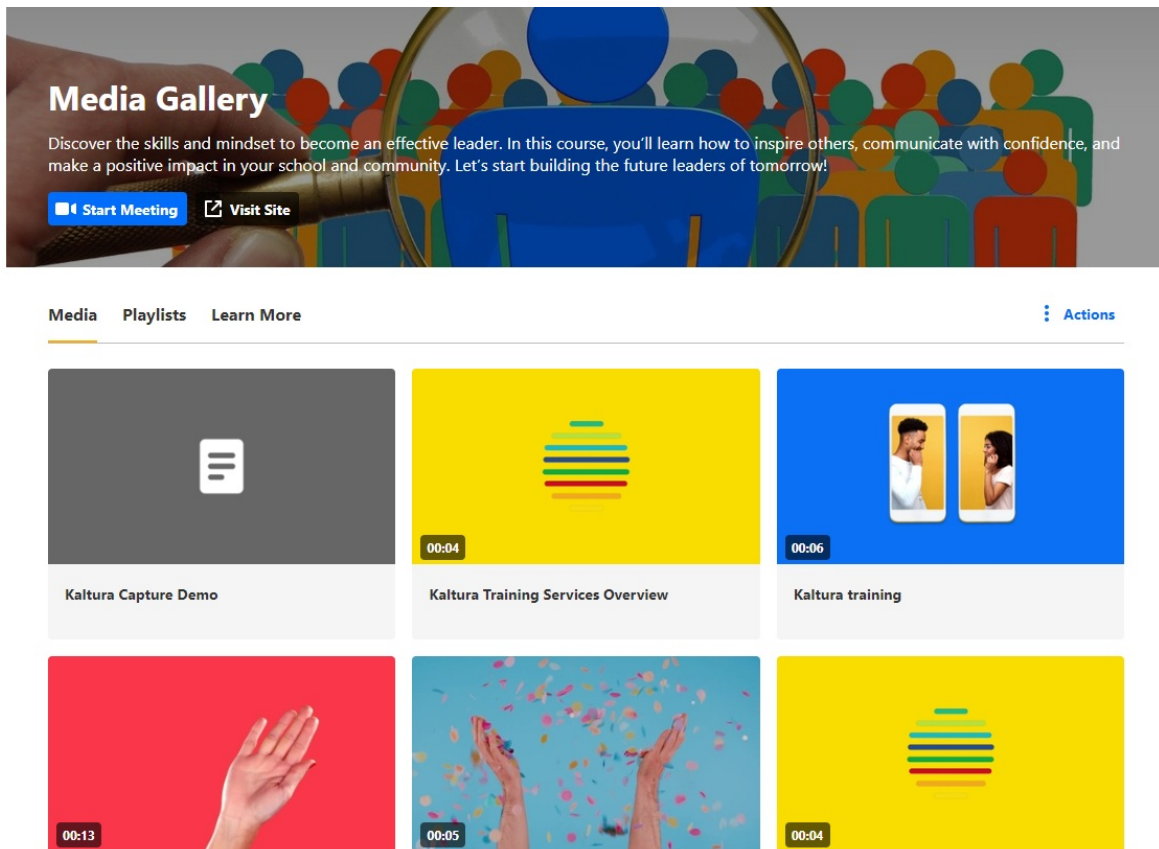 Media Gallery
Discover the skills and mindset to become an effective leader. In this course, you'll learn how to inspire others, communicate with confidence, and
make a positive impact in your school and community. Let's start building the future leaders of tomorrow!
Start Meeting Visit Site
Media Playlists Learn More Actions
00:04 00:06
Kaltura Capture Demo Kaltura Training Services Overview Kaltura training
00:13 00:05 00:04